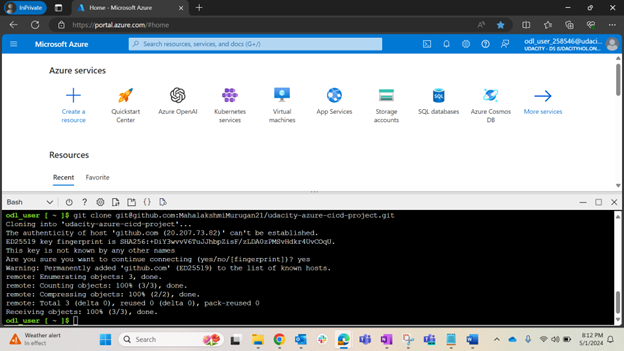 InPrivate
Home - Microsoft Azure
https://portal.azure.com/#home
Microsoft Azure
Search resources, services, and docs (G+/)
odl_user_258546@udaci...
UDACITY - DS (UDACITYHOLON...
Azure services
Create a resource
Quickstart Center
Azure OpenAI
Kubernetes services
Virtual machines
App Services
Storage accounts
SQL databases
Azure Cosmos DB
More services
Resources
Recent
Favorite
Bash
odl_user [ ~ ]$ git clone git@github.com:MahalakshmiMurugan21/udacity-azure-cicd-project.git
Cloning into 'udacity-azure-cicd-project'...
The authenticity of host 'github.com (20.207.73.82)' can't be established.
ED25519 key fingerprint is SHA256:+DiY3wvvV6TuJJhbpZisF/zLDA0zPMSvHdkr4UvCOqU.
This key is not known by any other names
Are you sure you want to continue connecting (yes/no/[fingerprint])? yes
Warning: Permanently added 'github.com' (ED25519) to the list of known hosts.
remote: Enumerating objects: 3, done.
remote: Counting objects: 100% (3/3), done.
remote: Compressing objects: 100% (2/2), done.
remote: Total 3 (delta 0), reused 0 (delta 0), pack-reused 0
Receiving objects: 100% (3/3), done.
odl_user [ ~ ]$
Weather alert
In effect
Search
8:12 PM
5/1/2024